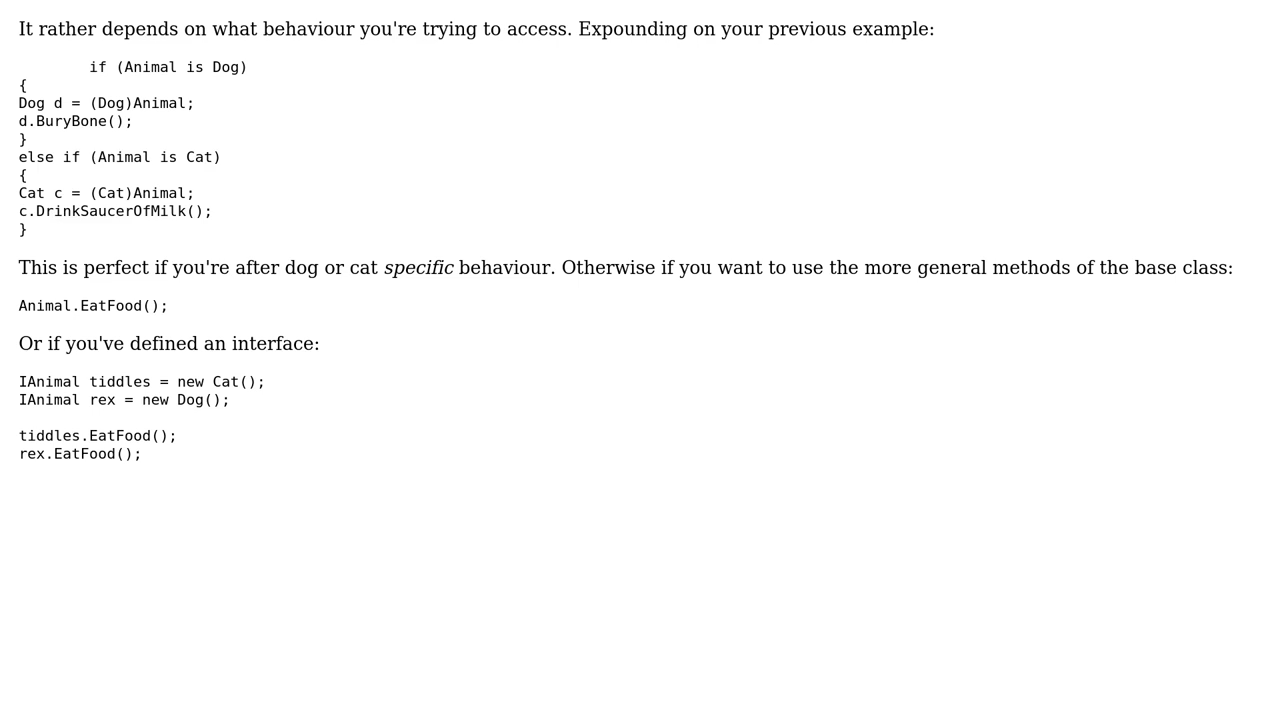 It rather depends on what behaviour you're trying to access. Expounding on your previous example:
if (Animal is Dog)
{
Dog d = (Dog)Animal;
d.BuryBone();
}
else if (Animal is Cat)
{
Cat c = (Cat)Animal;
c.DrinkSaucerOfMilk();
}
This is perfect if you're after dog or cat specific behaviour. Otherwise if you want to use the more general methods of the base class:
Animal.EatFood();
Or if you've defined an interface:
IAnimal tiddles = new Cat();
IAnimal rex = new Dog();
tiddles.EatFood();
rex.EatFood();